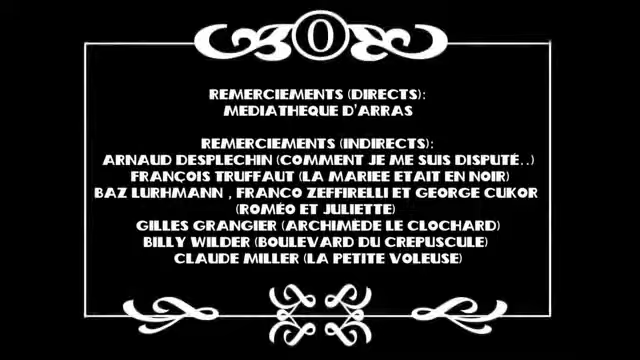 O
REMERCIEMENTS (DIRECTS):
MEDIATHEQUE D'ARRAS
REMERCIEMENTS (INDIRECTS):
ARNAUD DESPLECHIN (COMMENT JE ME SUIS DISPUTÉ..)
FRANÇOIS TRUFFAUT (LA MARIEE ETAIT EN NOIR)
BAZ LURHMANN , FRANCO ZEFFIRELLI ET GEORGE CUKOR
(ROMÉO ET JULIETTE)
GILLES GRANGIER (ARCHIMÈDE LE CLOCHARD)
BILLY WILDER (BOULEVARD DU CREPUSCULE)
CLAUDE MILLER (LA PETITE VOLEUSE)